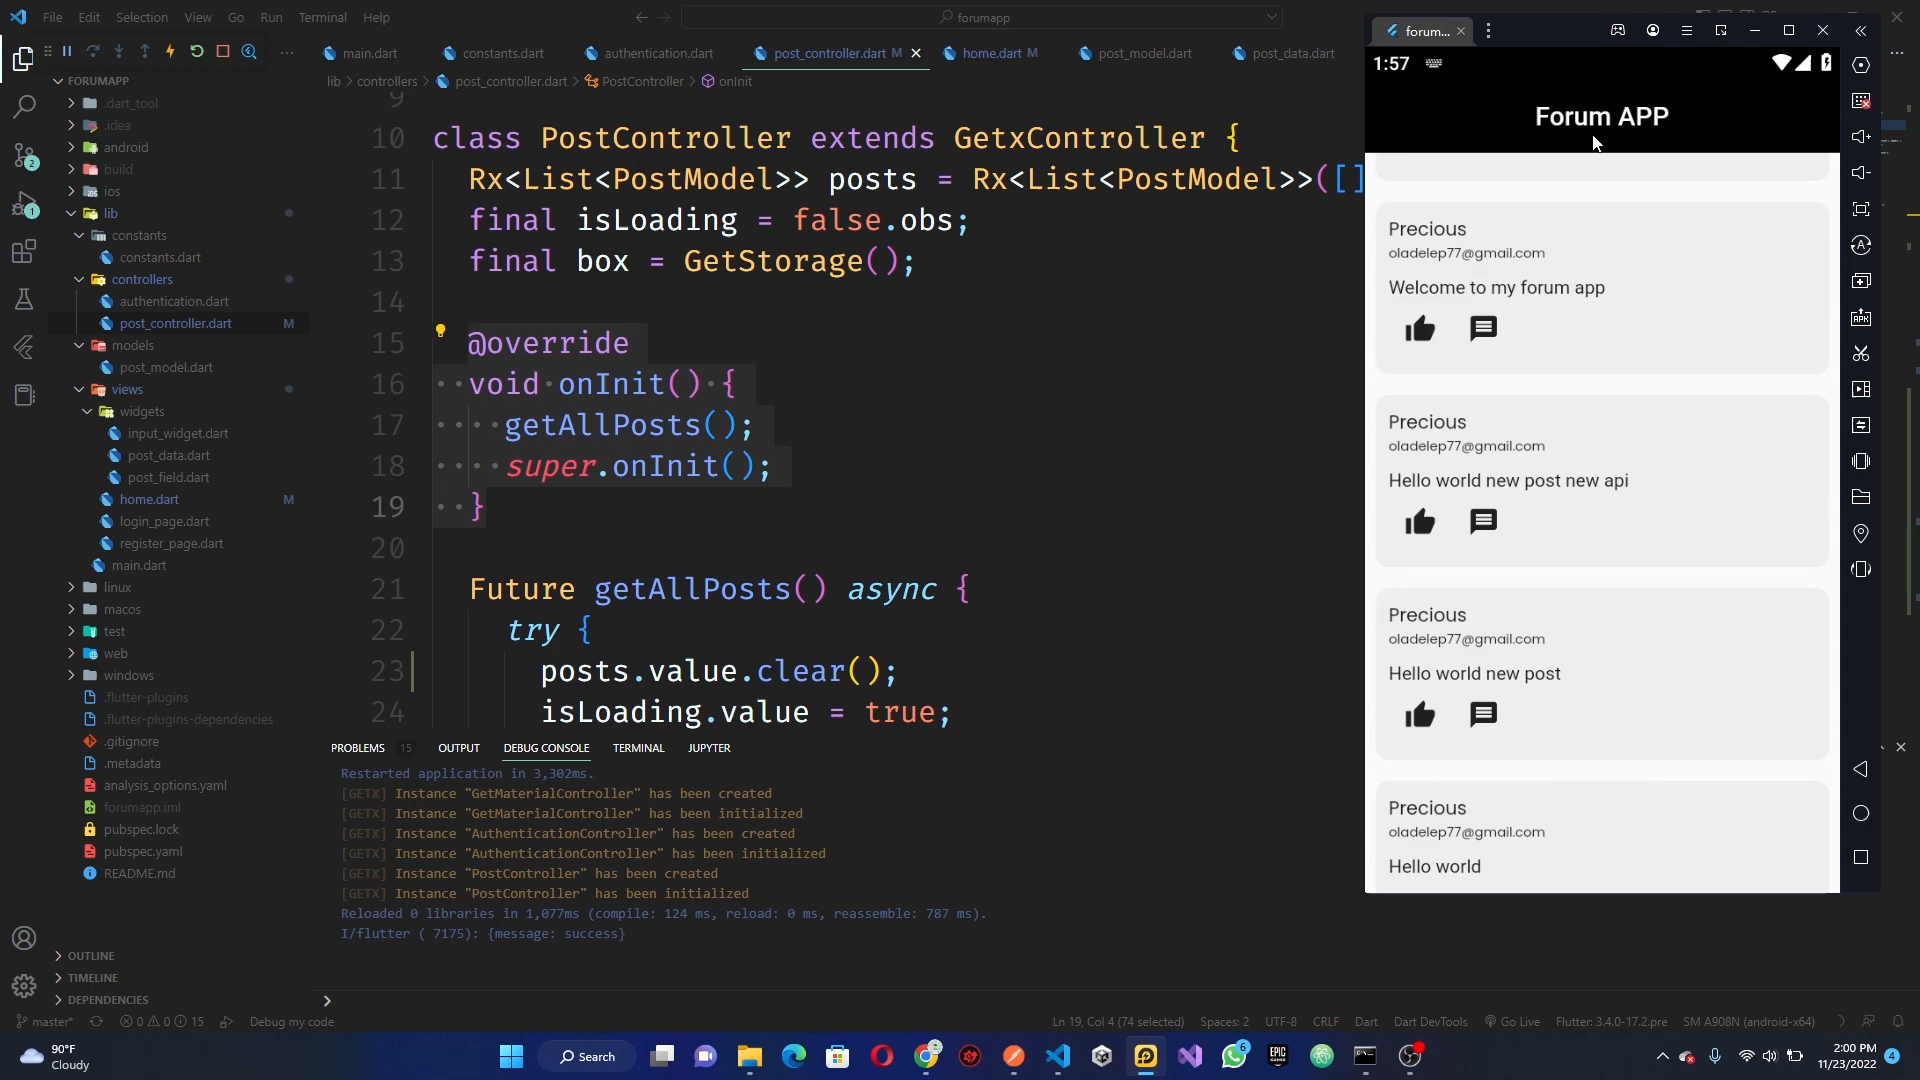 File Edit Selection View Go Run Terminal Help
forumapp
main.dart
constants.dart
authentication.dart
post_controller.dart M
home.dart M
post_model.dart
post_data.dart
lib > controllers > post_controller.dart > PostController > onInit
FORUMAPP
.dart_tool
.idea
android
build
ios
lib
constants
constants.dart
controllers
authentication.dart
post_controller.dart M
models
post_model.dart
views
widgets
input_widget.dart
post_data.dart
post_field.dart
home.dart M
login_page.dart
register_page.dart
main.dart
linux
macos
test
web
windows
.flutter-plugins
.flutter-plugins-dependencies
.gitignore
.metadata
analysis_options.yaml
forumapp.iml
pubspec.lock
pubspec.yaml
README.md
OUTLINE
TIMELINE
DEPENDENCIES
2
1
9
10 class PostController extends GetxController {
11 Rx<List<PostModel>> posts = Rx<List<PostModel>>([]
12 final isLoading = false.obs;
13 final box = GetStorage();
14
15 @override
16 void onInit() {
17 getAllPosts();
18 super.onInit();
19 }
20
21 Future getAllPosts() async {
22 try {
23 posts.value.clear();
24 isLoading.value = true;
PROBLEMS 15 OUTPUT DEBUG CONSOLE TERMINAL JUPYTER
Restarted application in 3,302ms.
[GETX] Instance "GetMaterialController" has been created
[GETX] Instance "GetMaterialController" has been initialized
[GETX] Instance "AuthenticationController" has been created
[GETX] Instance "AuthenticationController" has been initialized
[GETX] Instance "PostController" has been created
[GETX] Instance "PostController" has been initialized
Reloaded 0 libraries in 1,077ms (compile: 124 ms, reload: 0 ms, reassemble: 787 ms).
I/flutter ( 7175): {message: success}
forum...
1:57
Forum APP
Precious
oladelep77@gmail.com
Welcome to my forum app
Precious
oladelep77@gmail.com
Hello world new post new api
Precious
oladelep77@gmail.com
Hello world new post
Precious
oladelep77@gmail.com
Hello world
APK
master* 0 0 15 Debug my code
Ln 19, Col 4 (74 selected) Spaces: 2 UTF-8 CRLF Dart Dart DevTools Go Live Flutter: 3.4.0-17.2.pre SM A908N (android-x64)
90°F
Cloudy
Search
6
EPIC
2:00 PM
11/23/2022
4